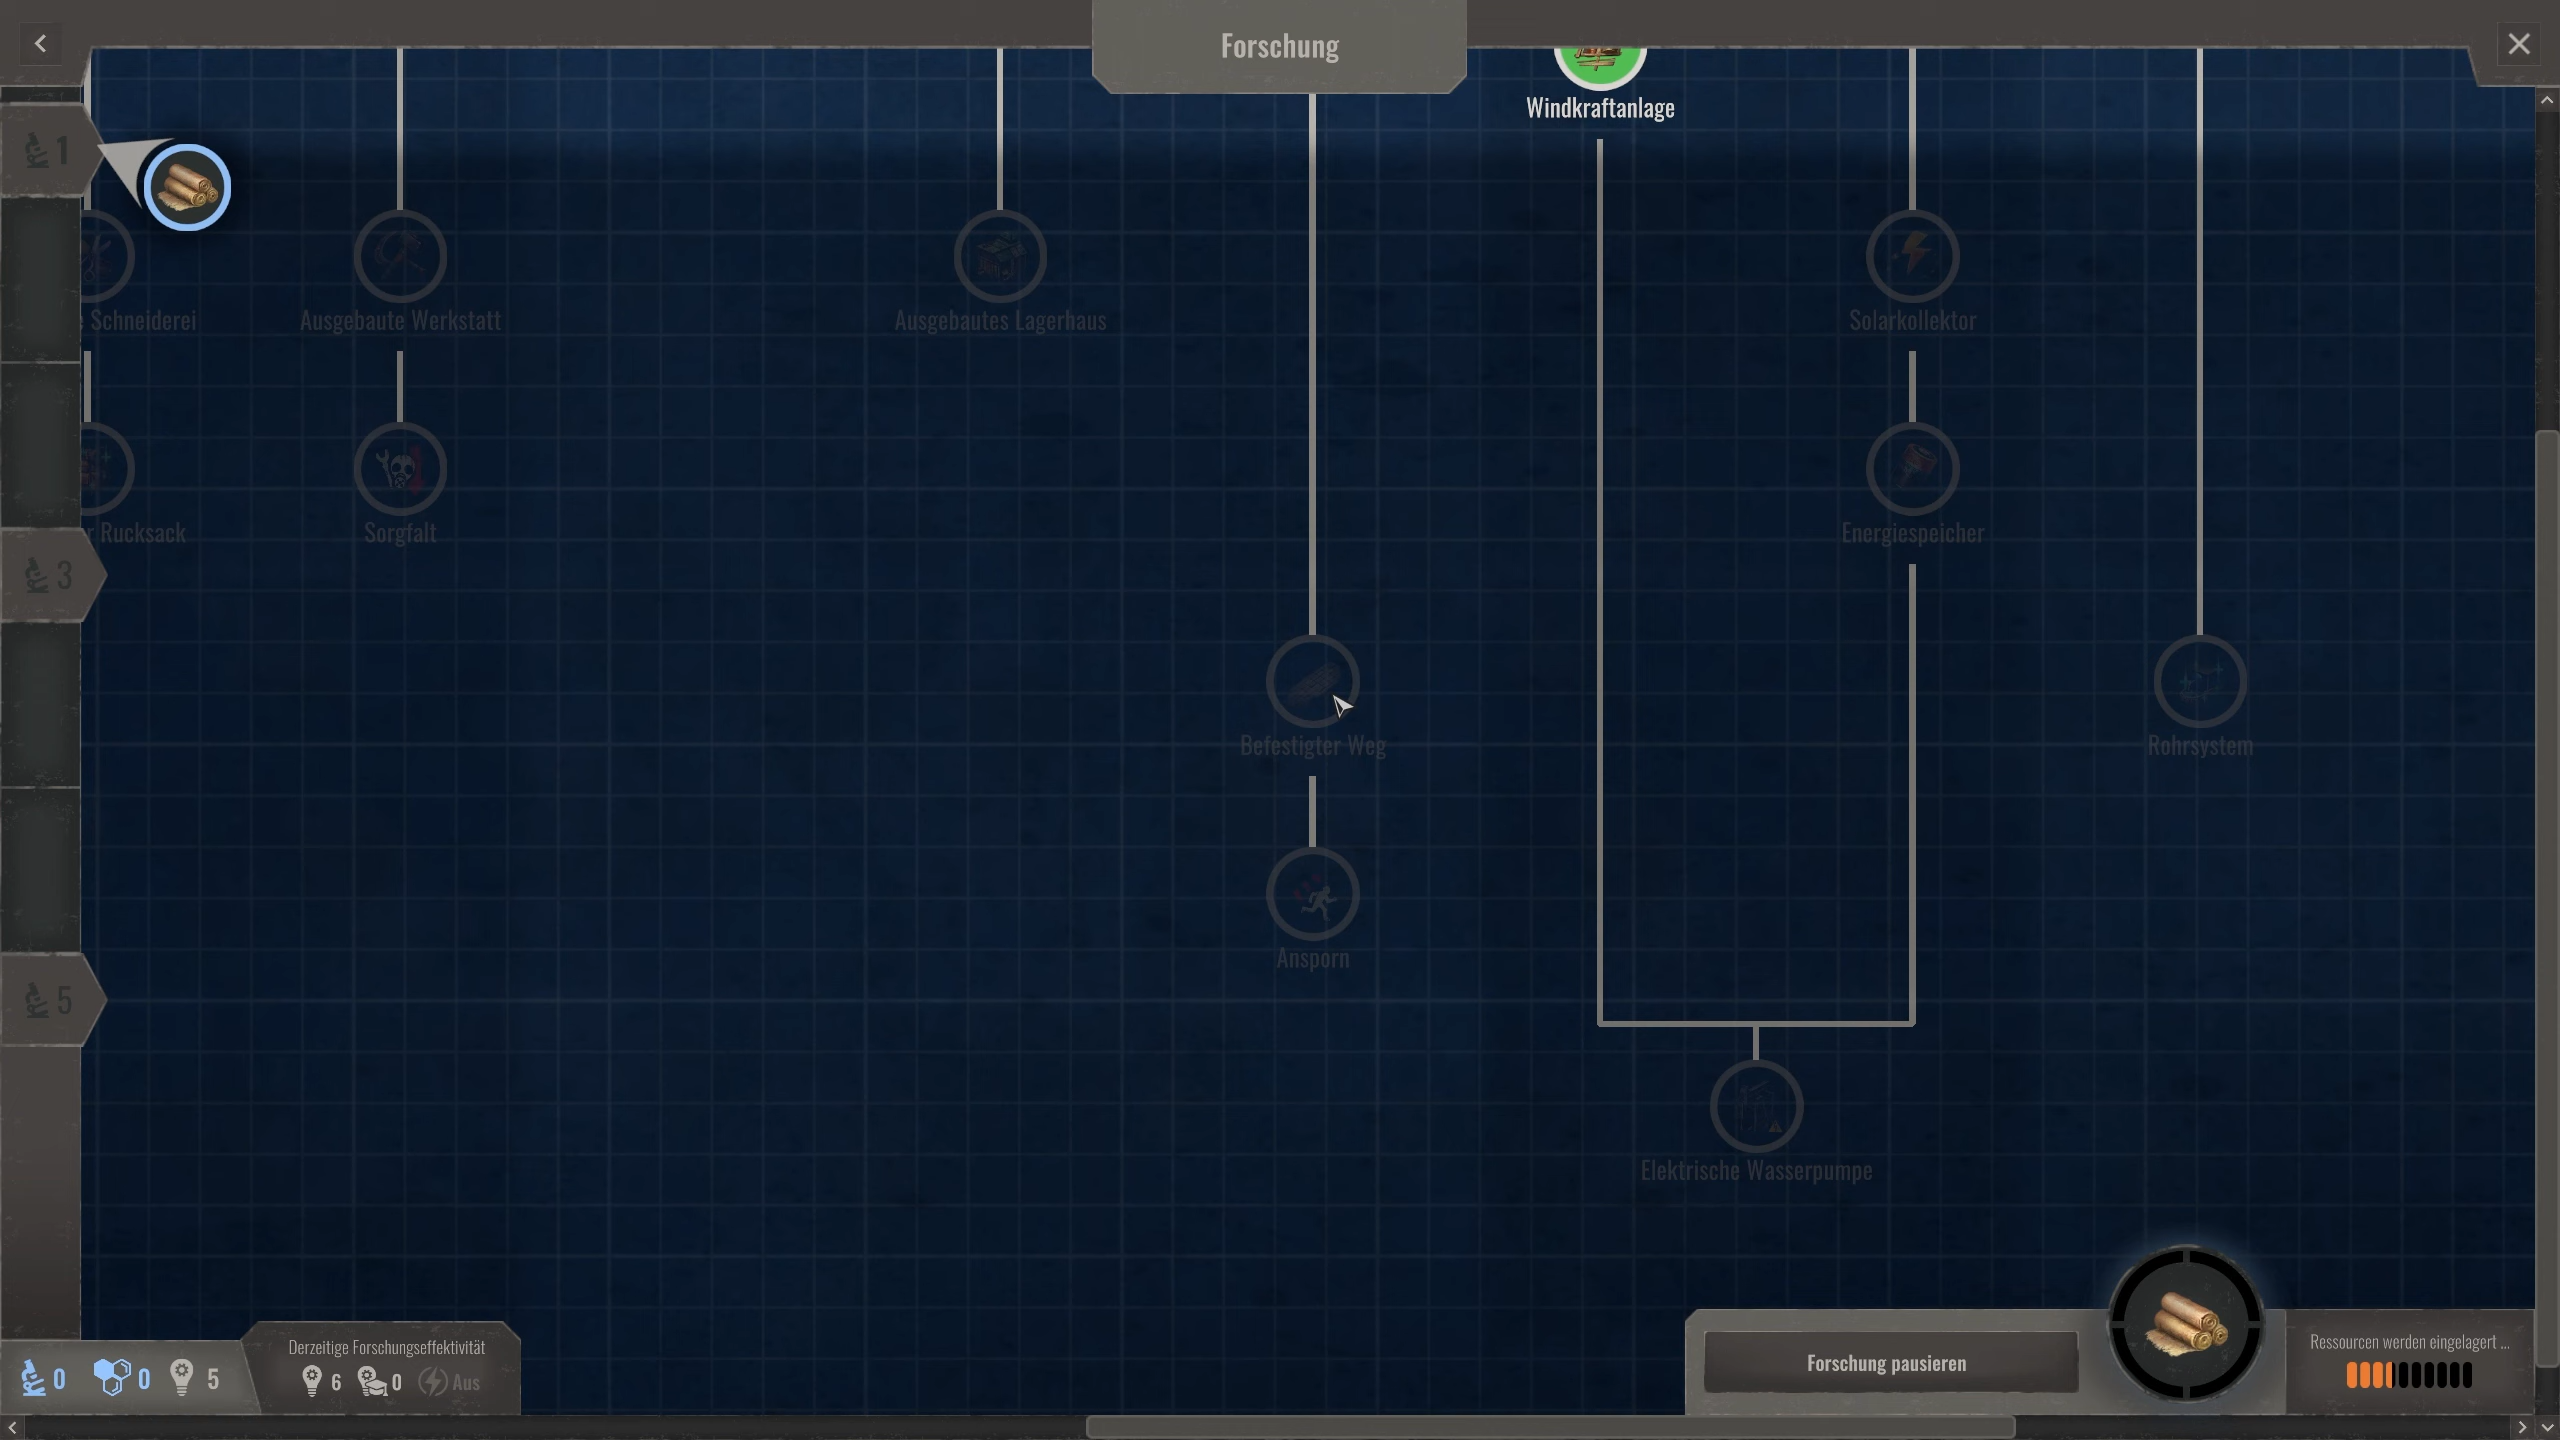 Forschung
Windkraftanlage
1
Schneiderei
Ausgebaute Werkstatt
Ausgebautes Lagerhaus
Solarkollektor
r Rucksack
Sorgfalt
Energiespeicher
3
Befestigter Weg
Rohrsystem
Ansporn
5
Elektrische Wasserpumpe
Derzeitige Forschungseffektivität
0 0 5
6 0 Aus
Forschung pausieren
Ressourcen werden eingelagert ...